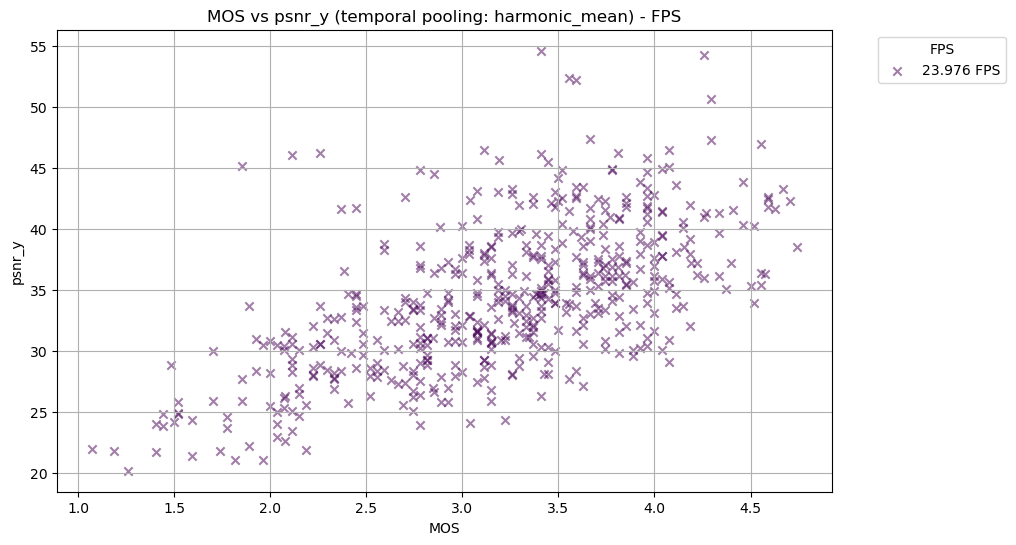 MOS vs psnr_y (temporal pooling: harmonic_mean) - FPS
FPS
23.976 FPS
psnr_y
55
50
45
40
35
30
25
20
1.0 1.5 2.0 2.5 3.0 3.5 4.0 4.5
MOS